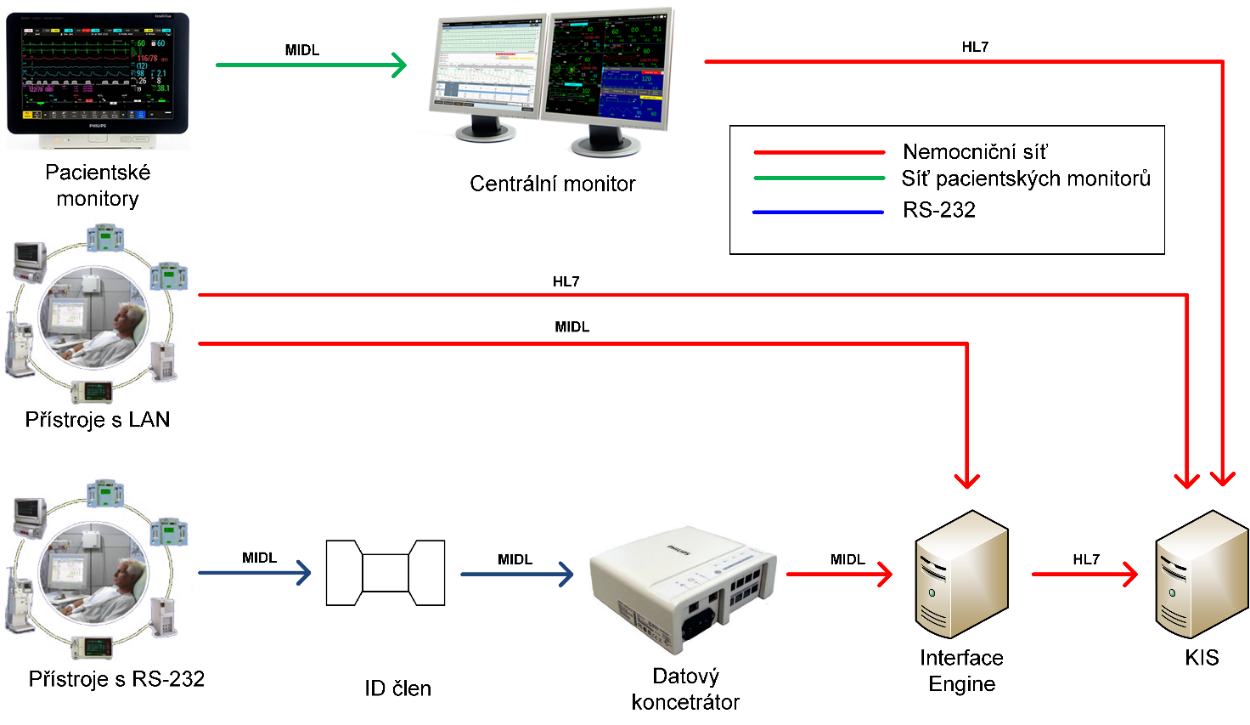 MIDL
HL7
PHILIPS
Pacientské
monitory
Centrální monitor
Nemocniční síť
Síť pacientských monitorů
RS-232
HL7
MIDL
Přístroje s LAN
MIDL
MIDL
PHILIPS
MIDL
HL7
Přístroje s RS-232
ID člen
Datový
koncetrátor
Interface
Engine
KIS